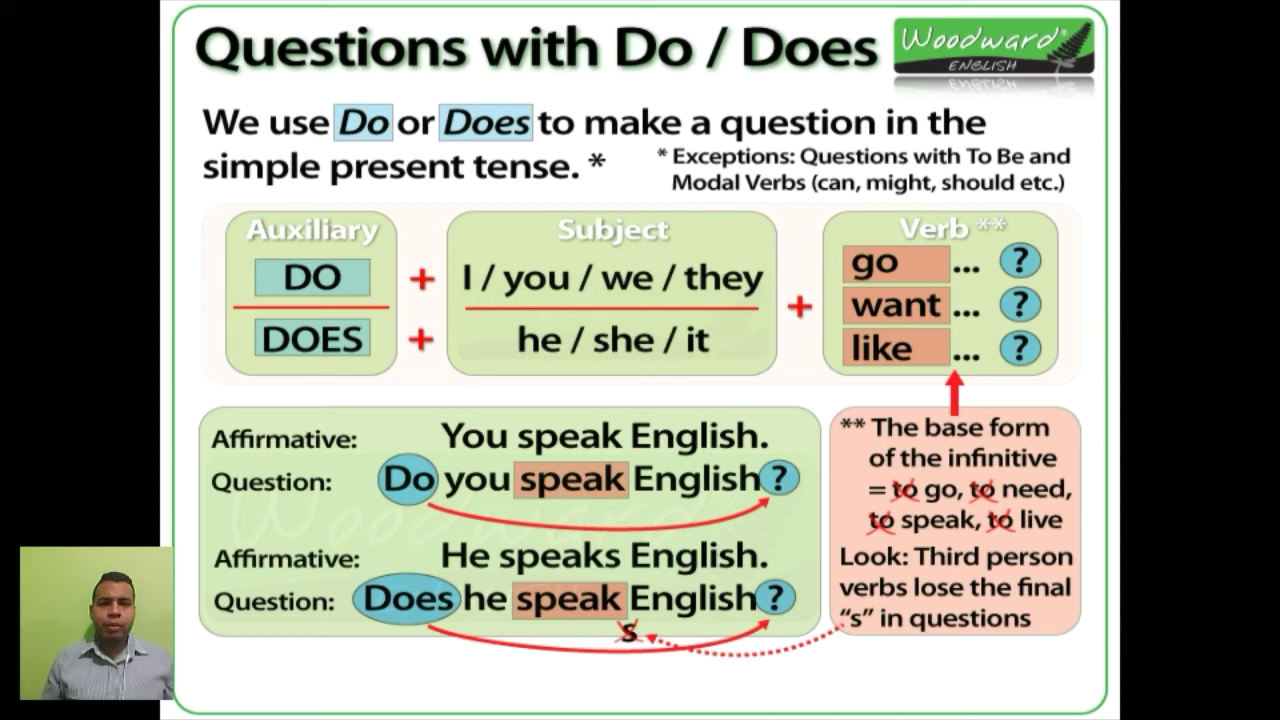 Questions with Do / Does
Woodward®
ENGLISH
We use Do or Does to make a question in the
simple present tense. *
* Exceptions: Questions with To Be and
Modal Verbs (can, might, should etc.)
Auxiliary
DO
DOES
+
+
Subject
I / you / we / they
he / she / it
+
Verb **
go ... ?
want ... ?
like ... ?
Affirmative: You speak English.
Question: Do you speak English?
Affirmative: He speaks English.
Question: Does he speak English?
s
** The base form
of the infinitive
= to go, to need,
to speak, to live
Look: Third person
verbs lose the final
“s” in questions